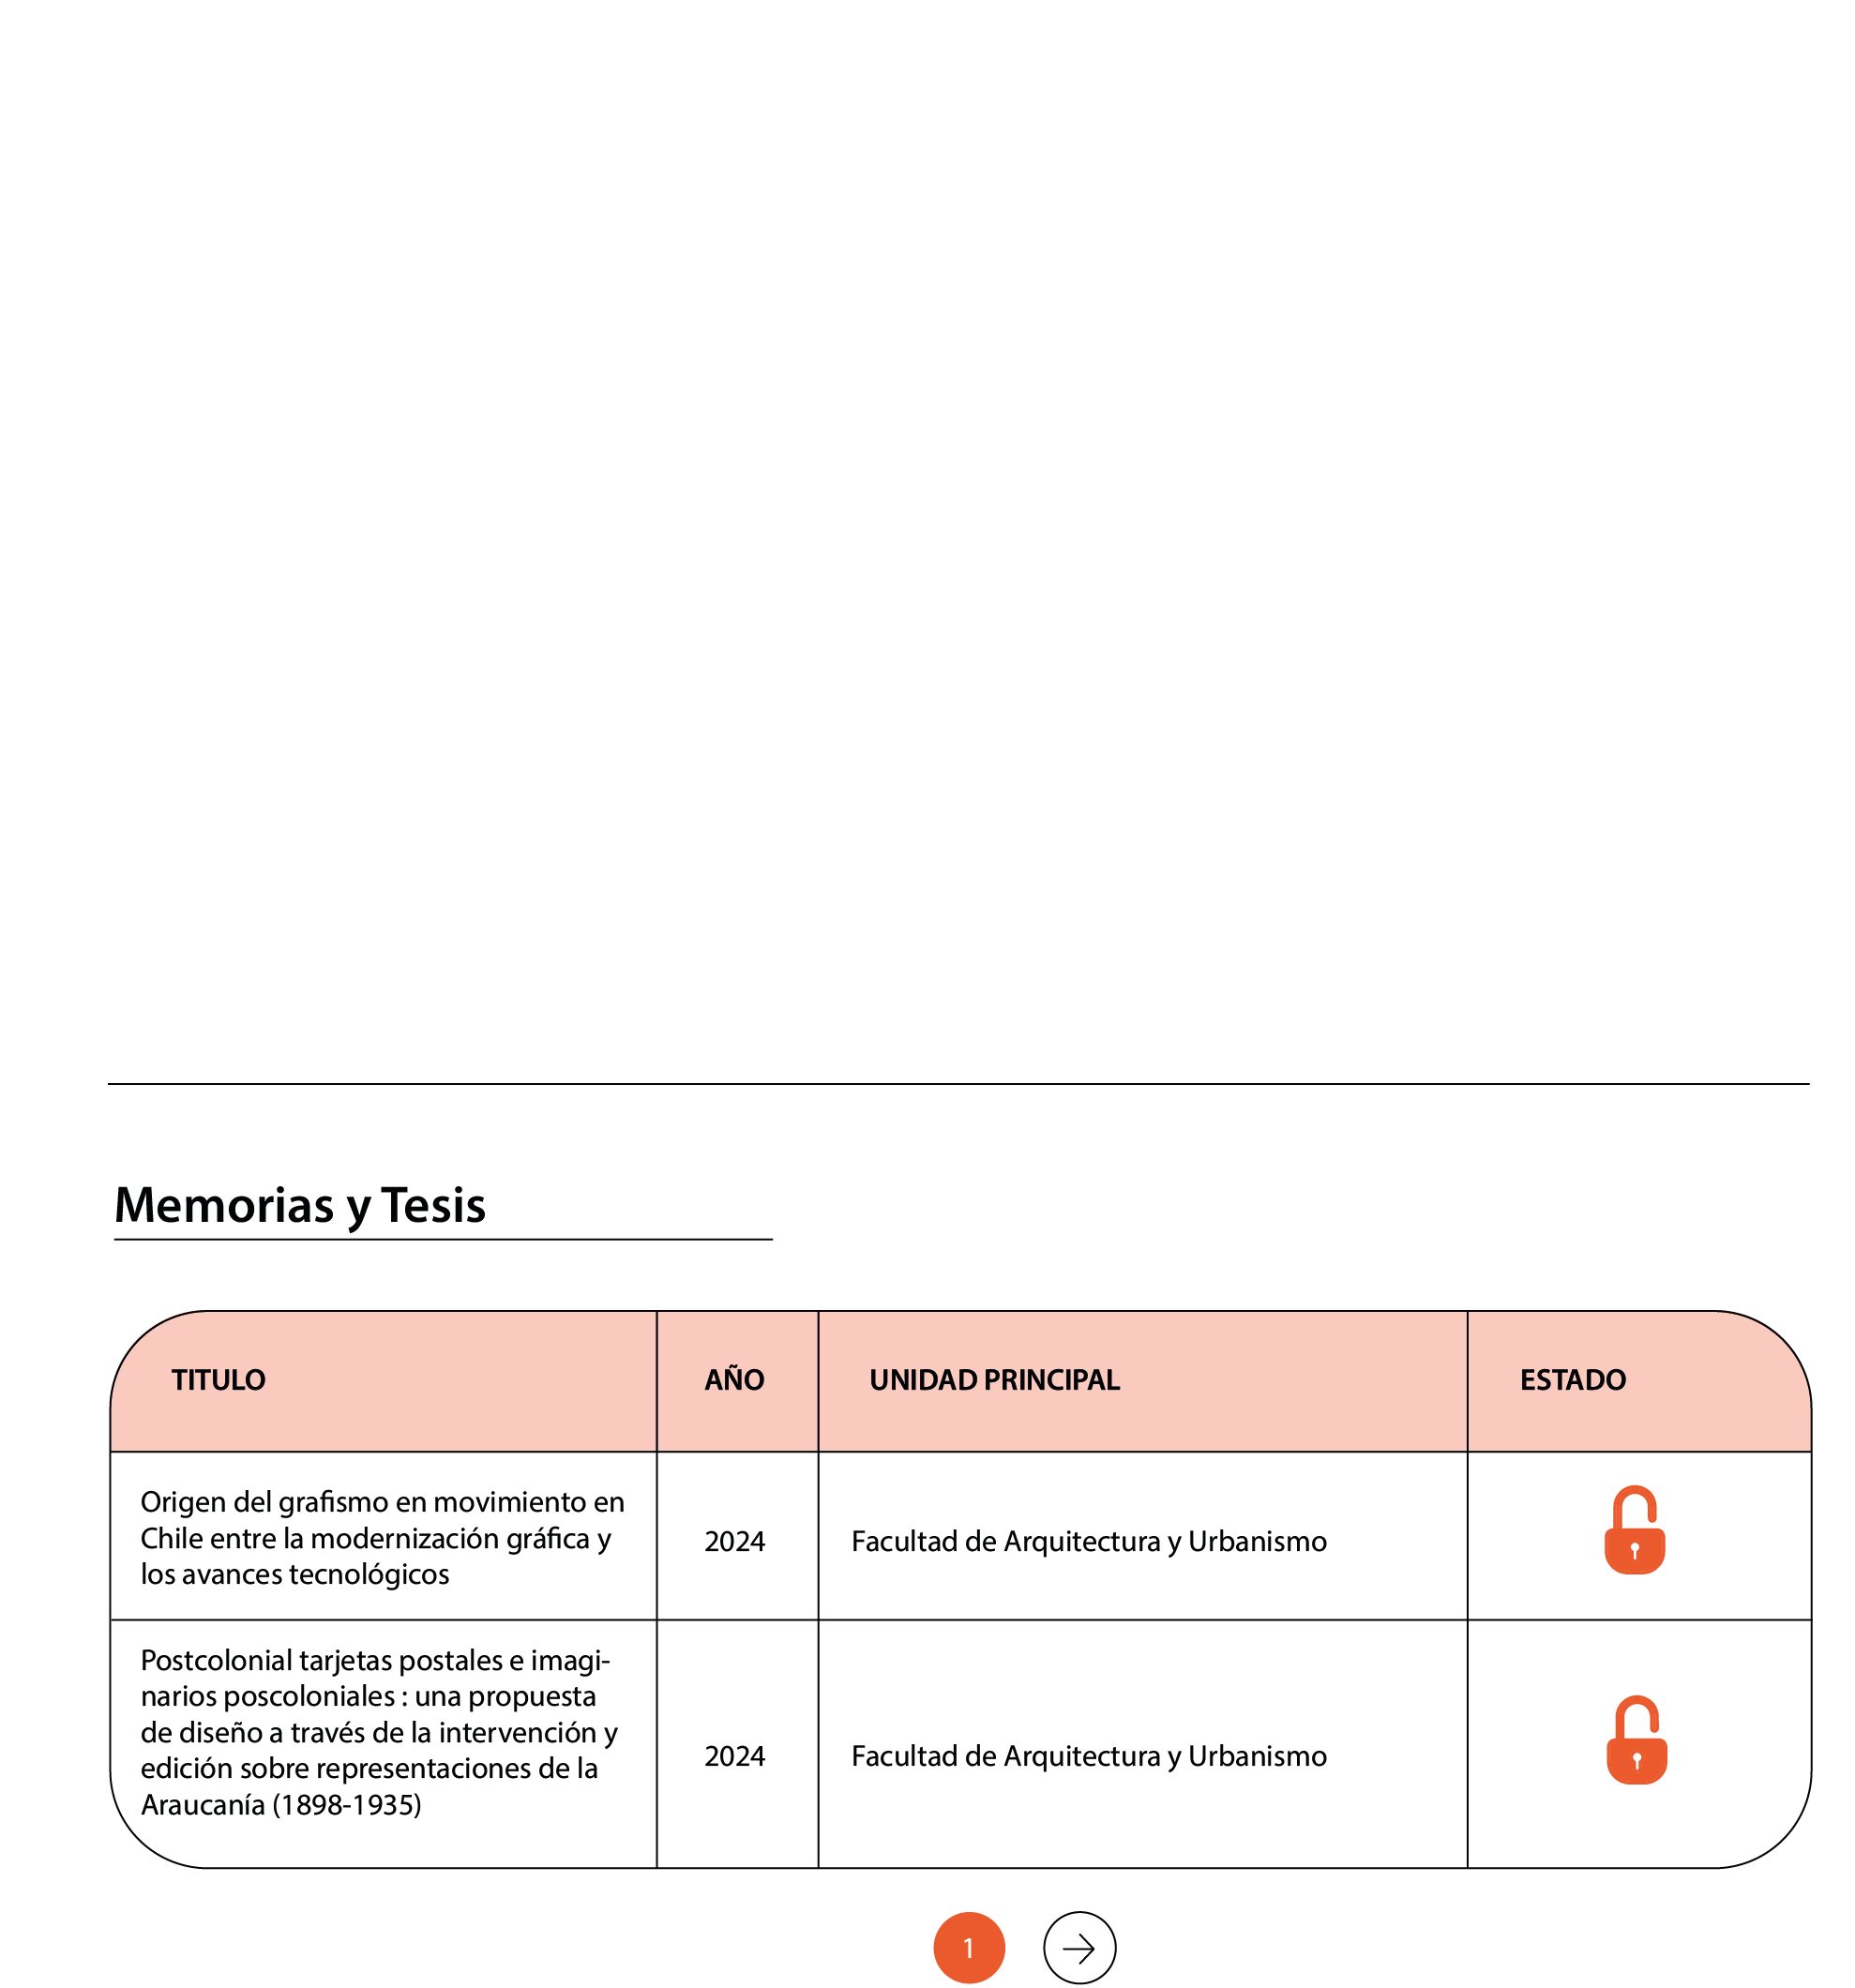 Memorias y Tesis
TITULO
AÑO
UNIDAD PRINCIPAL
ESTADO
Origen del grafismo en movimiento en
Chile entre la modernización gráfica y
los avances tecnológicos
2024
Facultad de Arquitectura y Urbanismo
Postcolonial tarjetas postales e imagi-
narios poscoloniales : una propuesta
de diseño a través de la intervención y
edición sobre representaciones de la
Araucanía (1898-1935)
2024
Facultad de Arquitectura y Urbanismo
1